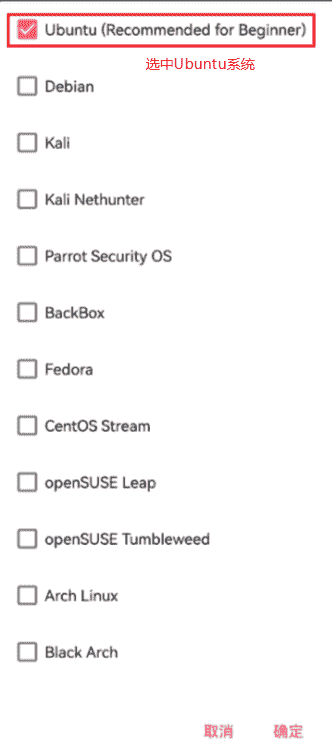 Ubuntu (Recommended for Beginner)
选中Ubuntu系统
Debian
Kali
Kali Nethunter
Parrot Security OS
BackBox
Fedora
CentOS Stream
openSUSE Leap
openSUSE Tumbleweed
Arch Linux
Black Arch
取消 确定